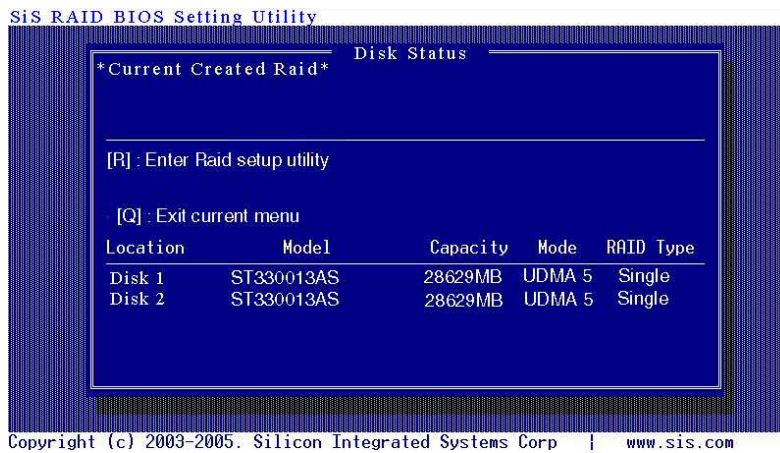 SiS RAID BIOS Setting Utility
Disk Status
*Current Created Raid*
[R] : Enter Raid setup utility
[Q] : Exit current menu
Location Model Capacity Mode RAID Type
Disk 1 ST330013AS 28629MB UDMA 5 Single
Disk 2 ST330013AS 28629MB UDMA 5 Single
Copyright (c) 2003-2005. Silicon Integrated Systems Corp | www.sis.com